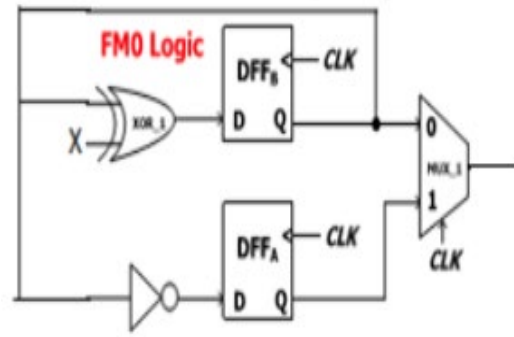 FM0 Logic
DFFB
CLK
D Q
XOR_1
X
0
MUX_1
1
CLK
DFFA
CLK
D Q